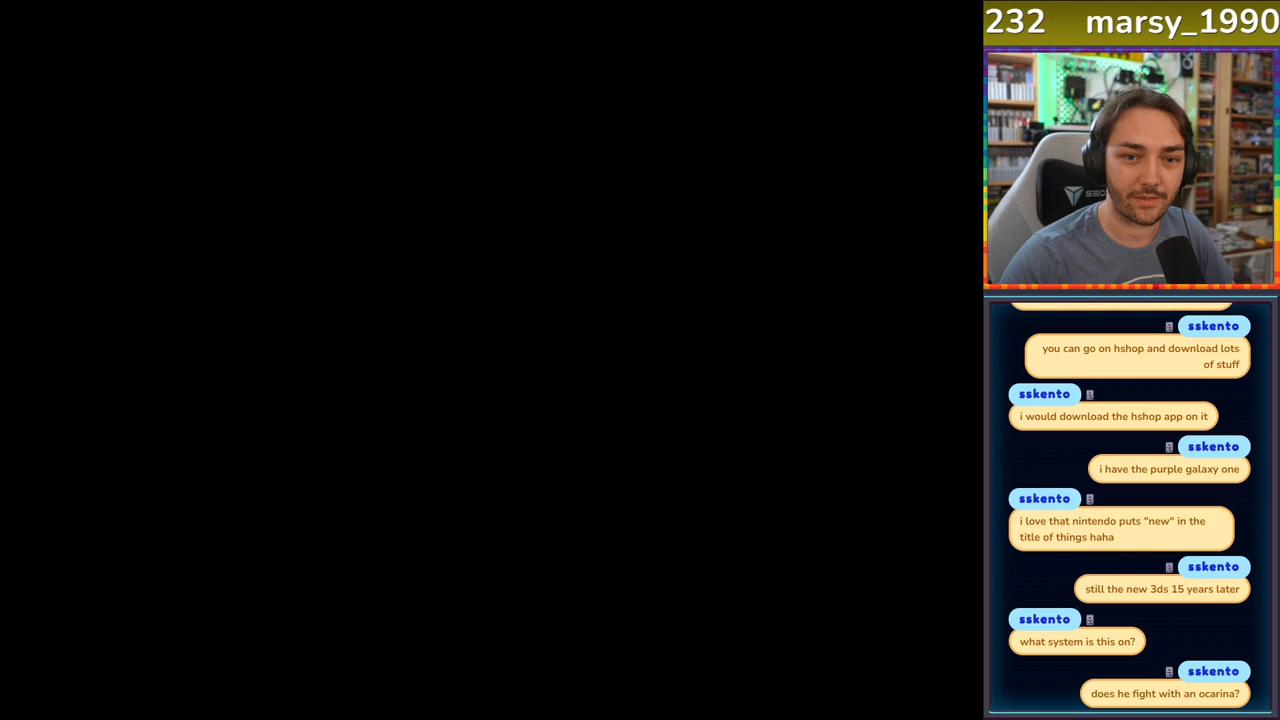 232 marsy_1990
SEC
sskento
you can go on hshop and download lots
of stuff
sskento
i would download the hshop app on it
sskento
i have the purple galaxy one
sskento
i love that nintendo puts "new" in the
title of things haha
sskento
still the new 3ds 15 years later
sskento
what system is this on?
sskento
does he fight with an ocarina?